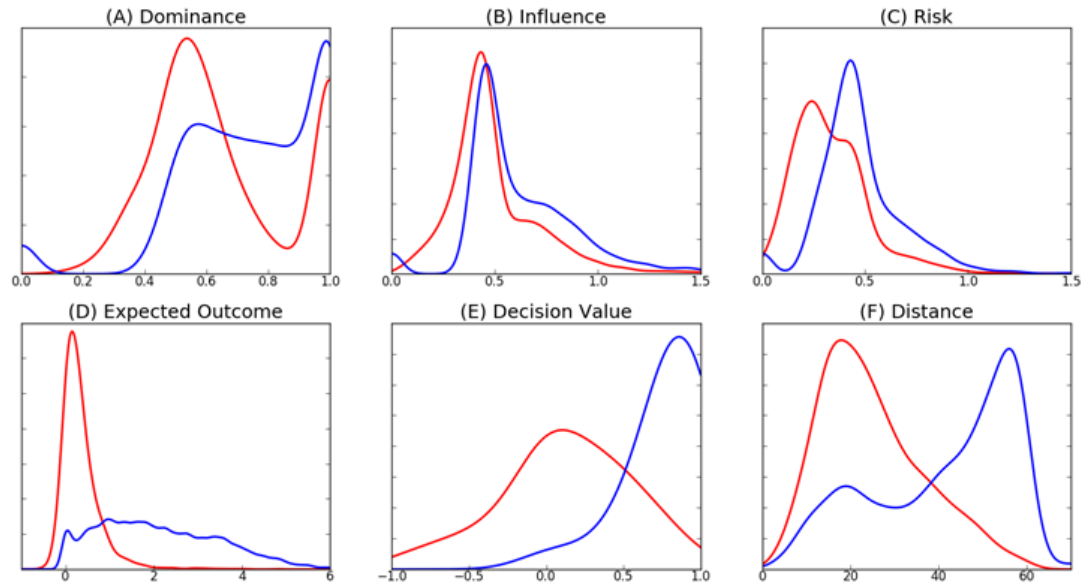 (A) Dominance
(B) Influence
(C) Risk
0.0 0.2 0.4 0.6 0.8 1.0
0.0 0.5 1.0 1.5
0.0 0.5 1.0 1.5
(D) Expected Outcome
(E) Decision Value
(F) Distance
0 2 4 6
−1.0 −0.5 0.0 0.5 1.0
0 20 40 60